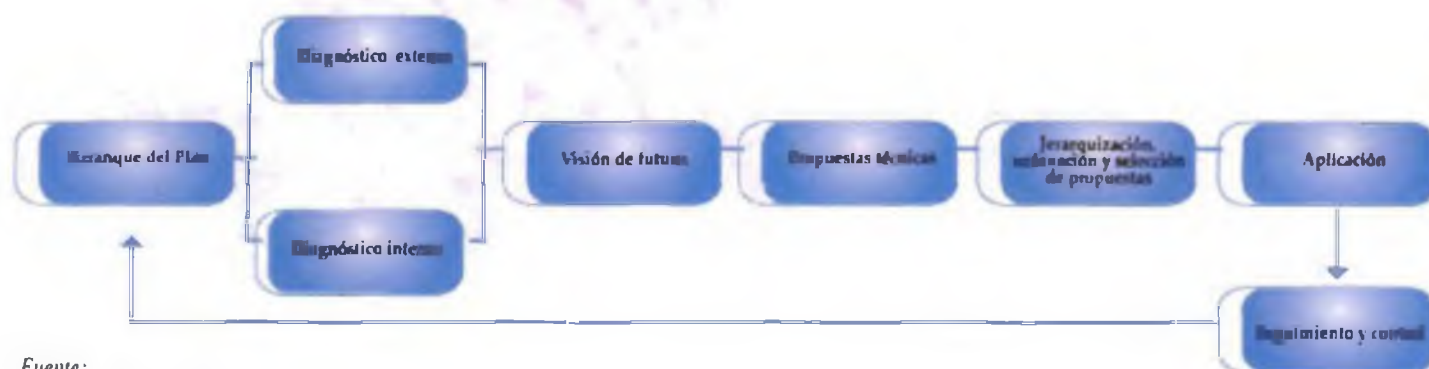 Diagnóstico externo
Arranque del Plan
Visión de futuro
Propuestas técnicas
Jerarquización,
ordenación y selección
de propuestas
Aplicación
Diagnóstico interno
Seguimiento y control
Fuente: